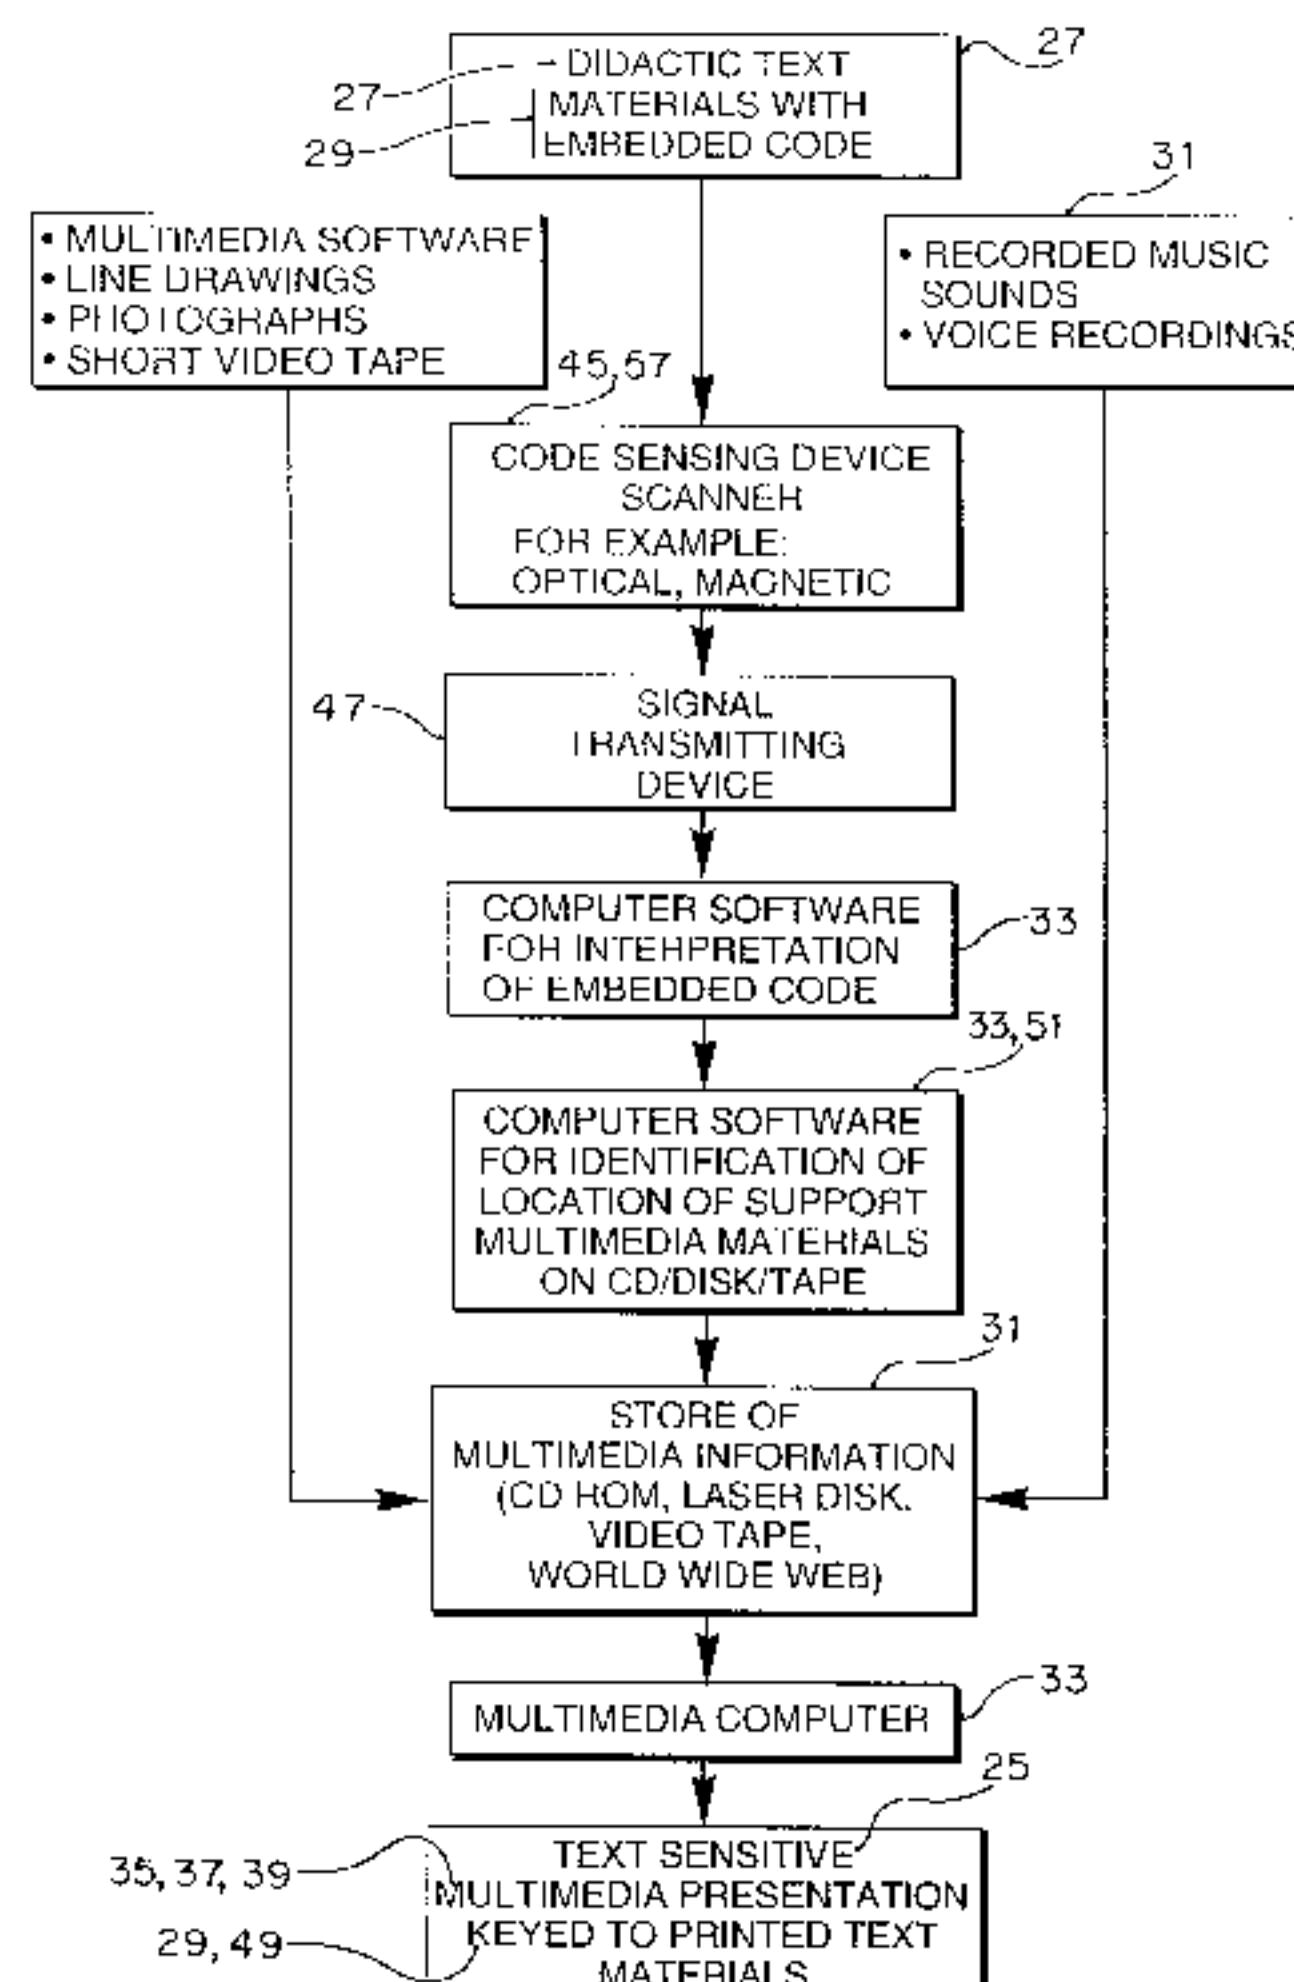 27
27
DIDACTIC TEXT
MATERIALS WITH
EMBEDDED CODE
29
31
• MULTIMEDIA SOFTWARE
• LINE DRAWINGS
• PHOTOGRAPHS
• SHORT VIDEO TAPE
• RECORDED MUSIC
SOUNDS
• VOICE RECORDINGS
45,57
CODE SENSING DEVICE
SCANNER
FOR EXAMPLE:
OPTICAL, MAGNETIC
47
SIGNAL
TRANSMITTING
DEVICE
COMPUTER SOFTWARE
FOR INTERPRETATION
OF EMBEDDED CODE
33
33,51
COMPUTER SOFTWARE
FOR IDENTIFICATION OF
LOCATION OF SUPPORT
MULTIMEDIA MATERIALS
ON CD/DISK/TAPE
31
STORE OF
MULTIMEDIA INFORMATION
(CD ROM, LASER DISK,
VIDEO TAPE,
WORLD WIDE WEB)
33
MULTIMEDIA COMPUTER
25
35,37,39
29,49
TEXT SENSITIVE
MULTIMEDIA PRESENTATION
KEYED TO PRINTED TEXT
MATERIALS